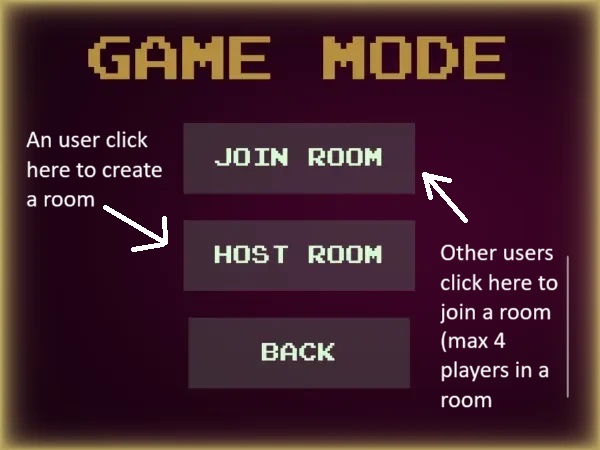 GAME MODE
An user click
here to create
a room
JOIN ROOM
HOST ROOM
BACK
Other users
click here to
join a room
(max 4
players in a
room